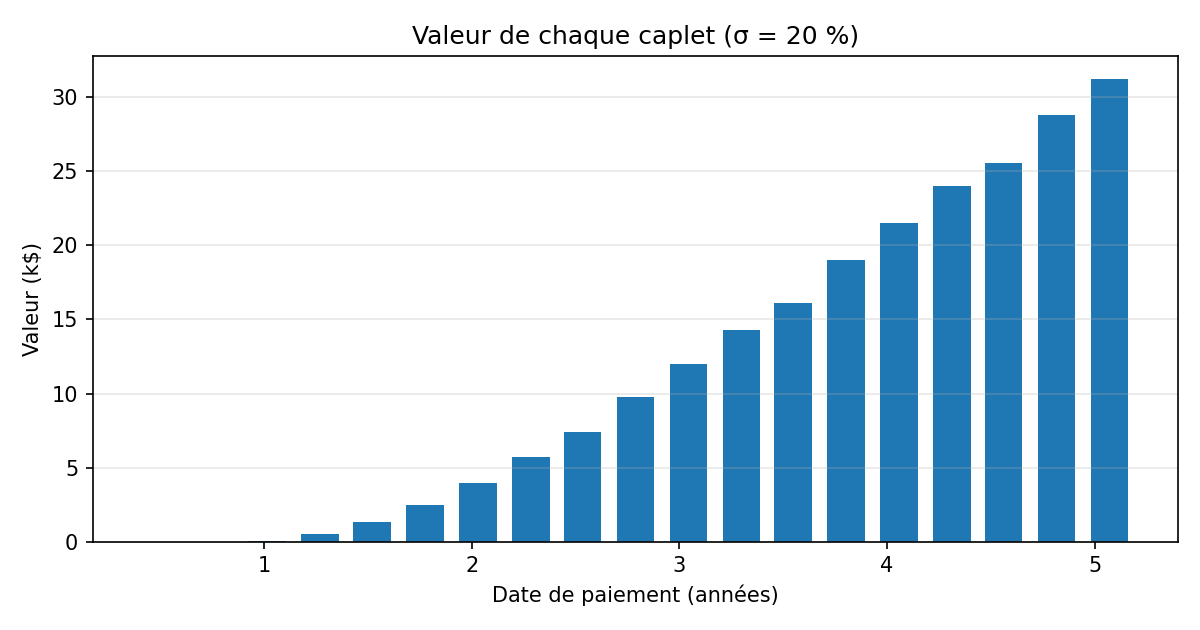 Valeur de chaque caplet (σ = 20 %)
Valeur (k$)
30
25
20
15
10
5
0
1 2 3 4 5
Date de paiement (années)